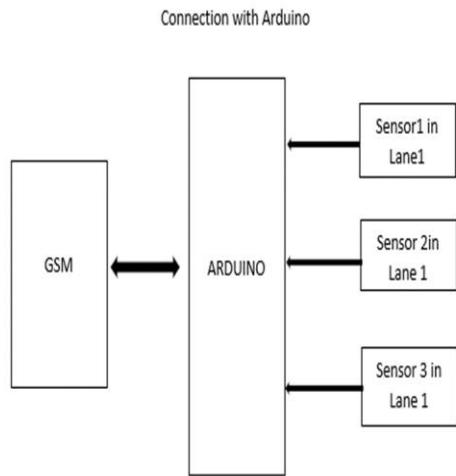 Connection with Arduino
Sensor1 in
Lane1
GSM
ARDUINO
Sensor 2in
Lane 1
Sensor 3 in
Lane 1